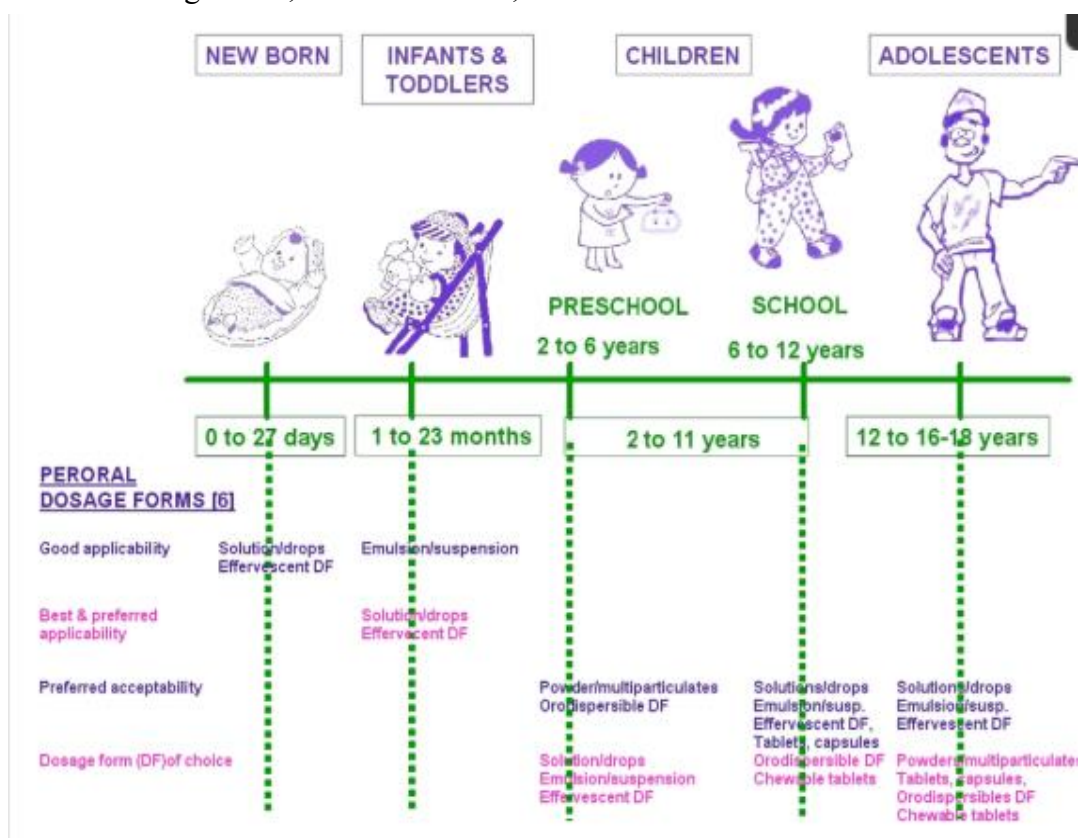 NEW BORN
INFANTS &
TODDLERS
CHILDREN
ADOLESCENTS
PRESCHOOL
2 to 6 years
SCHOOL
6 to 12 years
0 to 27 days
1 to 23 months
2 to 11 years
12 to 16-18 years
PERORAL
DOSAGE FORMS [6]
Good applicability
Solution/drops
Effervescent DF
Emulsion/suspension
Best & preferred
applicability
Solution/drops
Effervecent DF
Preferred acceptability
Powder/multiparticulates
Orodispersible DF
Solutions/drops
Emulsion/susp.
Effervescent DF,
Tablets, capsules
Solutions/drops
Emulsion/susp.
Effervescent DF
Dosage form (DF)of choice
Solution/drops
Emulsion/suspension
Effervescent DF
Orodispersible DF
Chewable tablets
Powders/multiparticulates
Tablets, capsules,
Orodispersibles DF
Chewable tablets